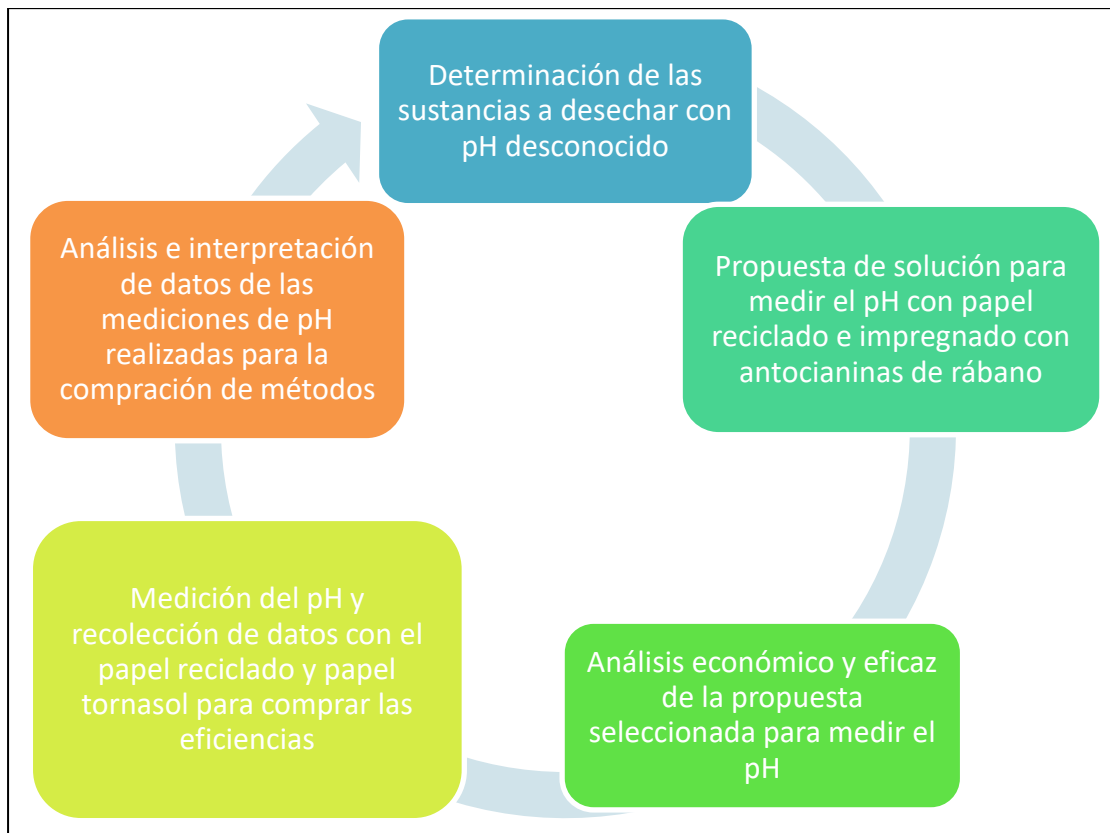 Determinación de las
sustancias a desechar con
pH desconocido
Propuesta de solución para
medir el pH con papel
reciclado e impregnado con
antocianinas de rábano
Análisis económico y eficaz
de la propuesta
seleccionada para medir el
pH
Medición del pH y
recolección de datos con el
papel reciclado y papel
tornasol para comprar las
eficiencias
Análisis e interpretación
de datos de las
mediciones de pH
realizadas para la
compración de métodos